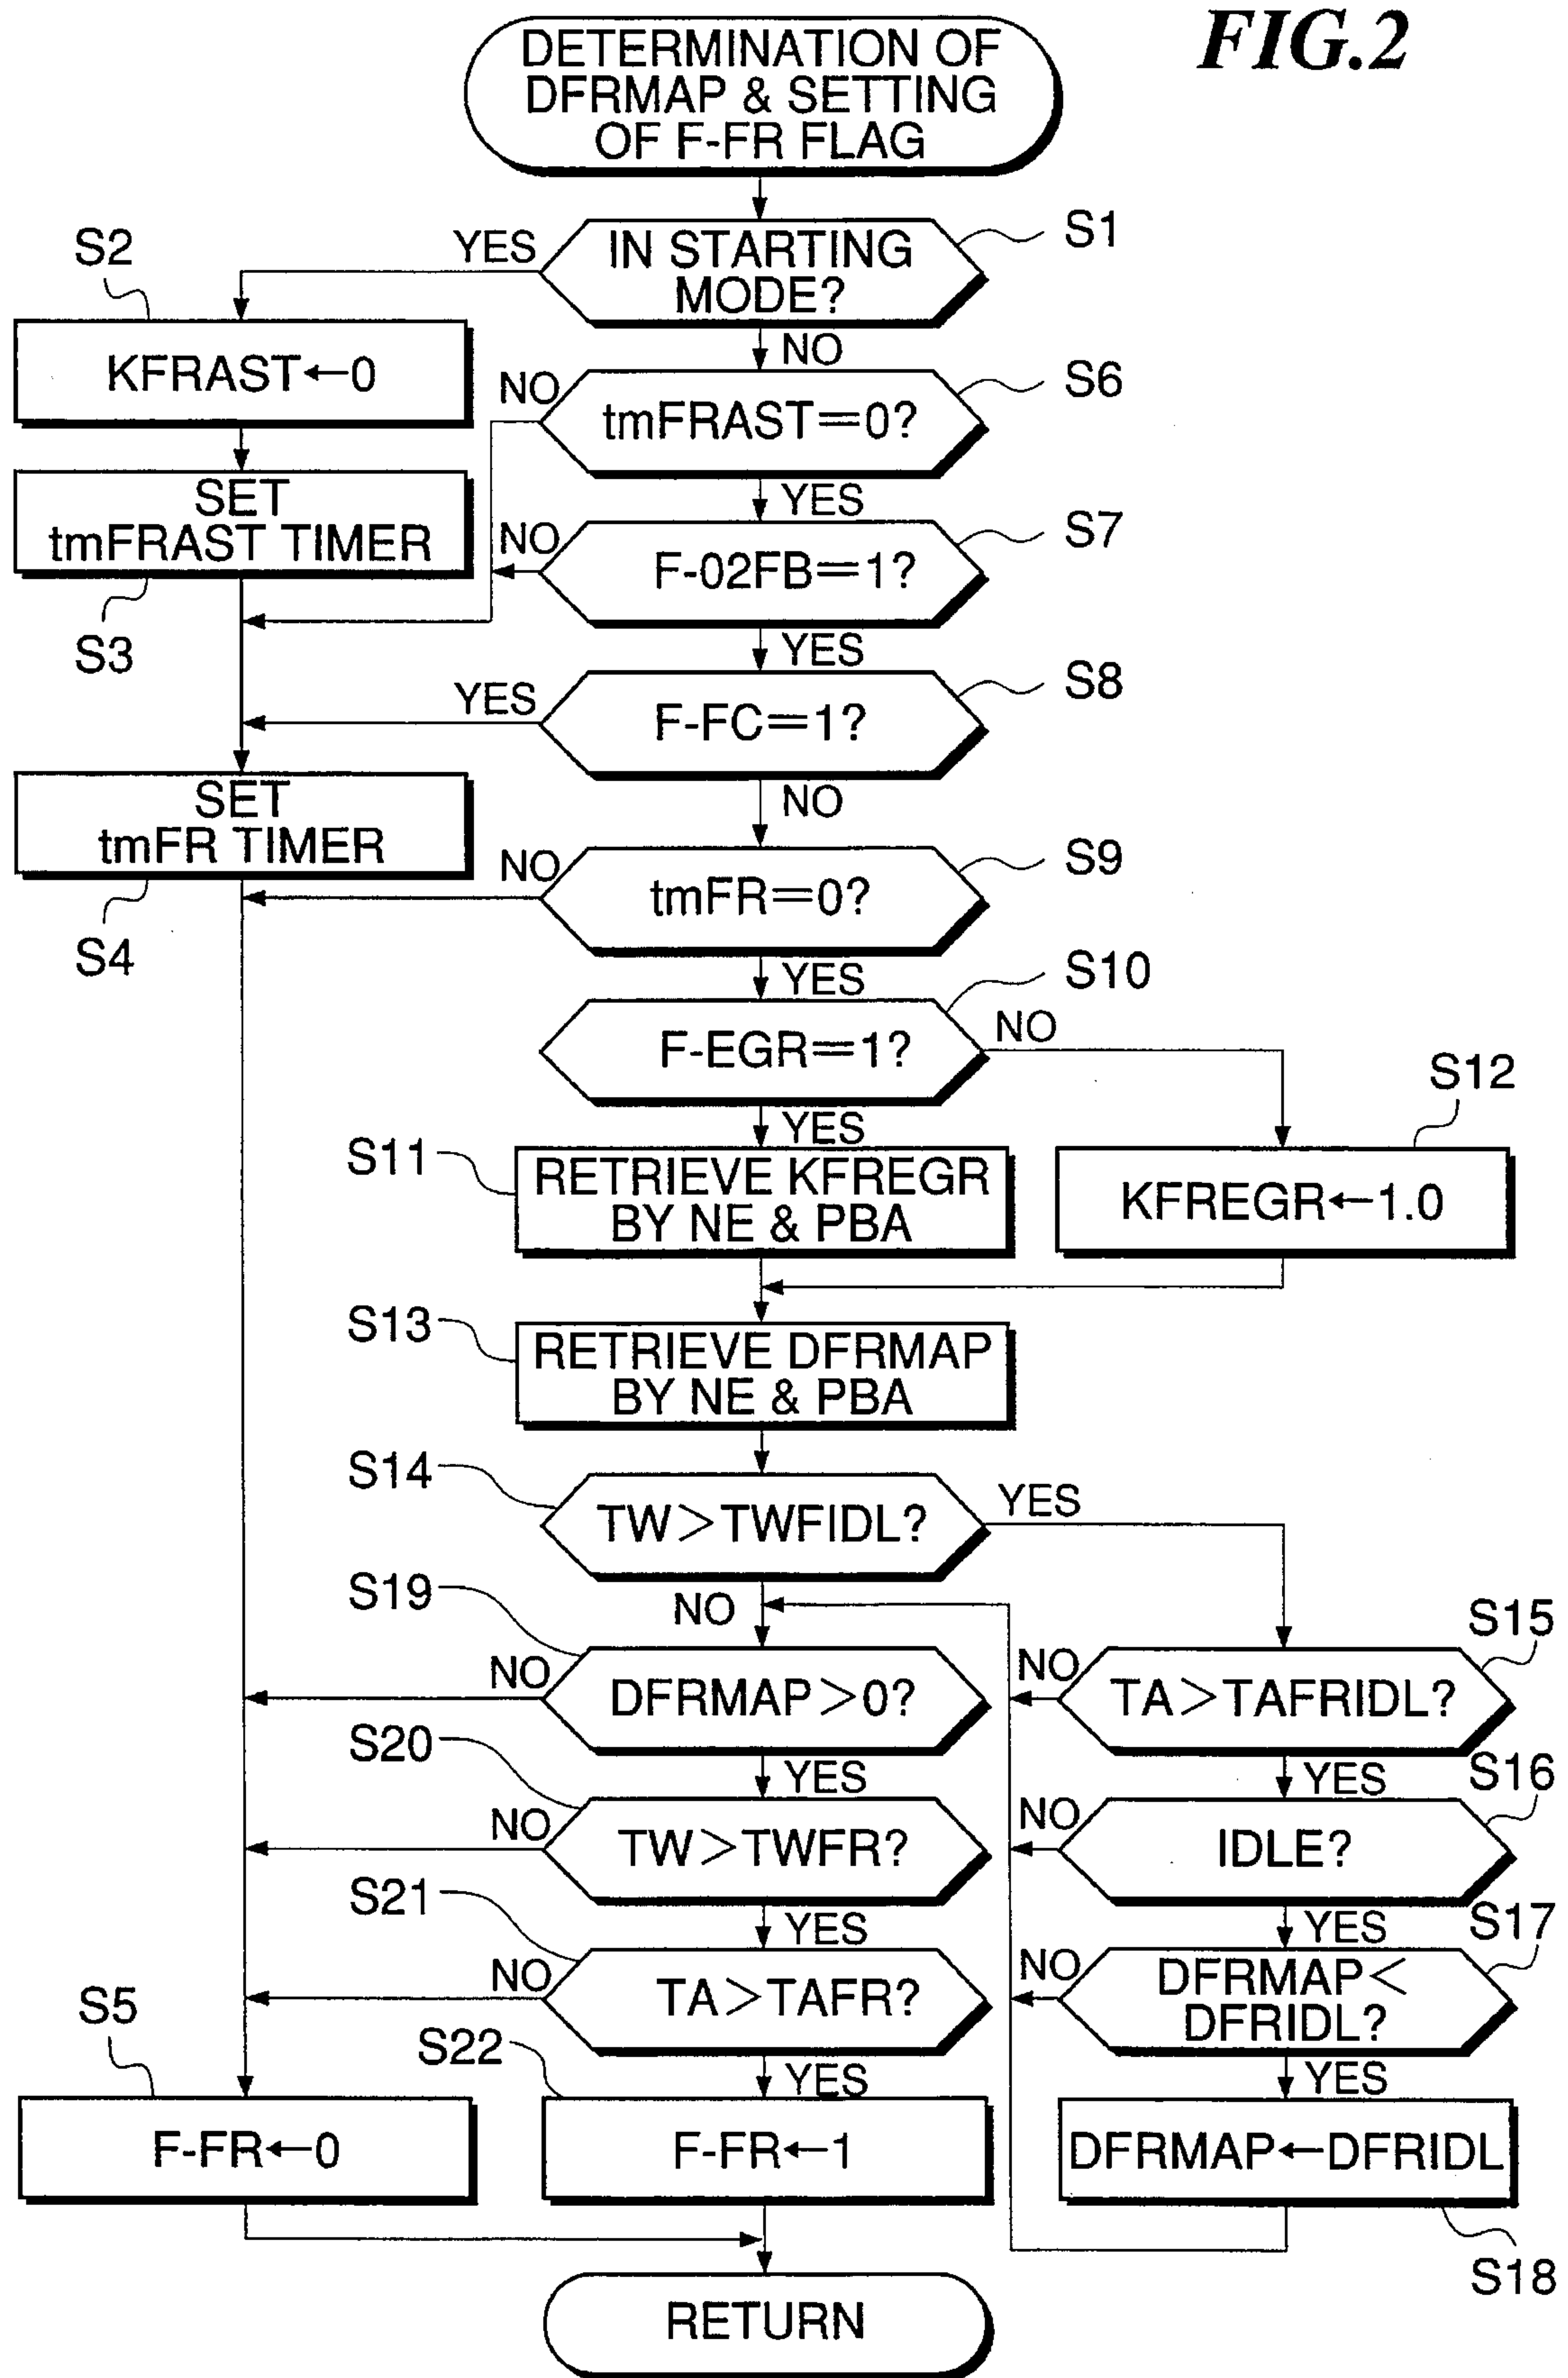 FIG.2
DETERMINATION OF
DFRMAP & SETTING
OF F-FR FLAG
S1
IN STARTING
MODE?
YES
NO
S2
KFRAST←0
SET
tmFRAST TIMER
S3
S6
tmFRAST=0?
NO
YES
S7
F-02FB=1?
NO
YES
S8
F-FC=1?
YES
NO
SET
tmFR TIMER
S4
S9
tmFR=0?
NO
YES
S10
F-EGR=1?
NO
YES
S11
RETRIEVE KFREGR
BY NE & PBA
S12
KFREGR←1.0
S13
RETRIEVE DFRMAP
BY NE & PBA
S14
TW>TWFIDL?
YES
NO
S19
DFRMAP>0?
NO
YES
S15
TA>TAFRIDL?
NO
YES
S20
TW>TWFR?
NO
YES
S16
IDLE?
NO
YES
S21
TA>TAFR?
NO
YES
S17
DFRMAP<
DFRIDL?
NO
YES
S5
F-FR←0
S22
F-FR←1
DFRMAP←DFRIDL
S18
RETURN